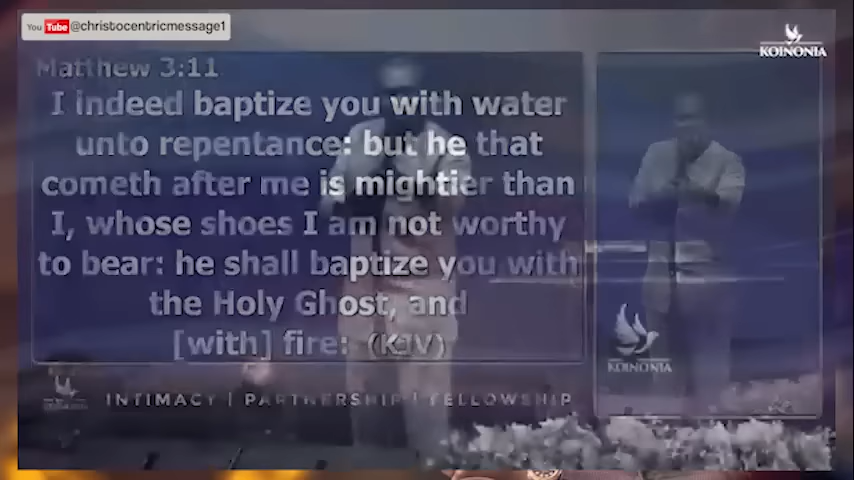 You Tube @christocentricmessage1
KOINONIA
Matthew 3:11
I indeed baptize you with water
unto repentance: but he that
cometh after me is mightier than
I, whose shoes I am not worthy
to bear: he shall baptize you with
the Holy Ghost, and
[with] fire: (KJV)
KOINONIA
INTIMACY | PARTNERSHIP | FELLOWSHIP